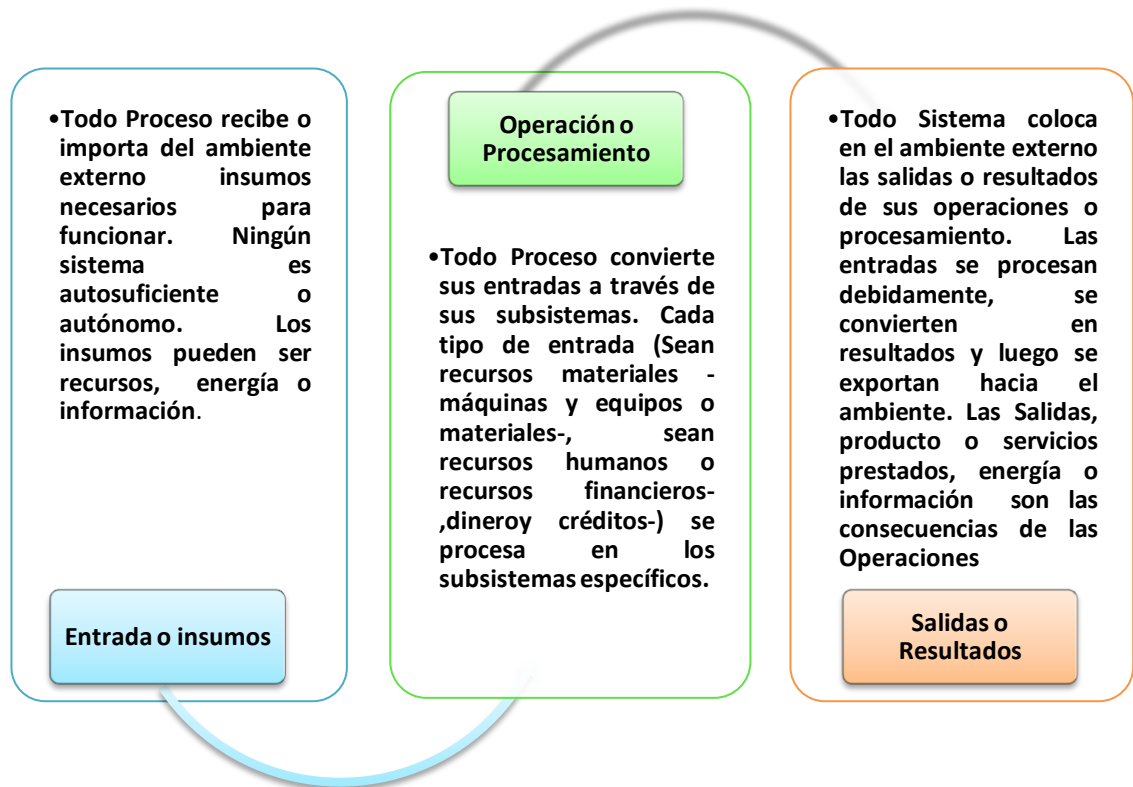 •Todo Proceso recibe o
importa del ambiente
externo insumos
necesarios para
funcionar. Ningún
sistema es
autosuficiente o
autónomo. Los
insumos pueden ser
recursos, energía o
información.
Entrada o insumos
Operación o
Procesamiento
•Todo Proceso convierte
sus entradas a través de
sus subsistemas. Cada
tipo de entrada (Sean
recursos materiales -
máquinas y equipos o
materiales-, sean
recursos humanos o
recursos financieros-
,dineroy créditos-) se
procesa en los
subsistemas específicos.
•Todo Sistema coloca
en el ambiente externo
las salidas o resultados
de sus operaciones o
procesamiento. Las
entradas se procesan
debidamente, se
convierten en
resultados y luego se
exportan hacia el
ambiente. Las Salidas,
producto o servicios
prestados, energía o
información son las
consecuencias de las
Operaciones
Salidas o
Resultados